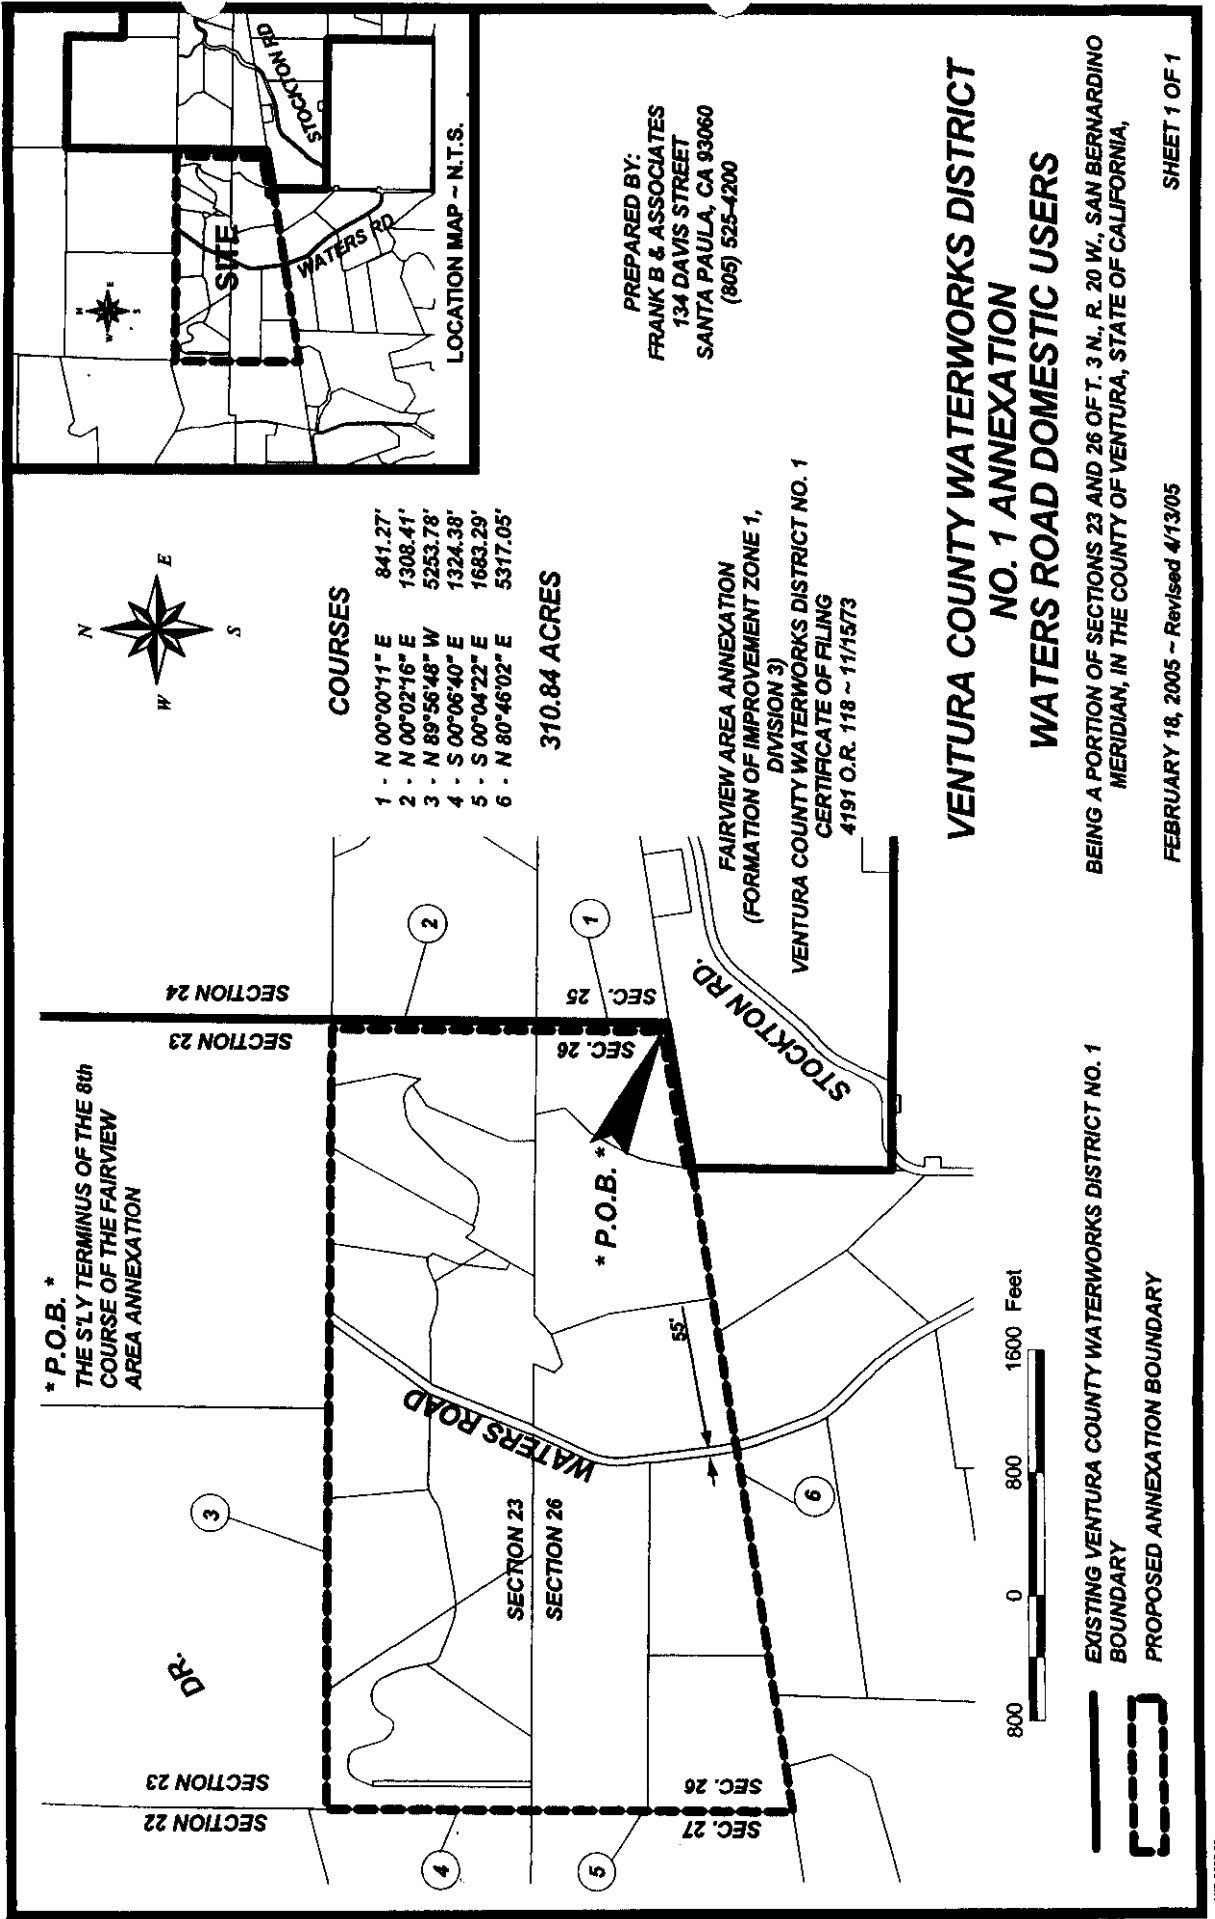 * P.O.B. *
THE S'LY TERMINUS OF THE 8th
COURSE OF THE FAIRVIEW
AREA ANNEXATION
DR.
SECTION 22
SECTION 23
SECTION 23
SECTION 24
3
2
1
4
5
6
SECTION 23
SECTION 26
WATERS ROAD
SEC. 26
SEC. 25
SEC. 27
SEC. 26
* P.O.B. *
55'
STOCKTON RD.
N
W
E
S
COURSES
1 - N 00°00'11" E 841.27'
2 - N 00°02'16" E 1308.41'
3 - N 89°56'48" W 5253.78'
4 - S 00°06'40" E 1324.38'
5 - S 00°04'22" E 1683.29'
6 - N 80°46'02" E 5317.05'
310.84 ACRES
N
W
E
S
SITE
WATERS RD
STOCKTON RD
LOCATION MAP ~ N.T.S.
PREPARED BY:
FRANK B & ASSOCIATES
134 DAVIS STREET
SANTA PAULA, CA 93060
(805) 525-4200
FAIRVIEW AREA ANNEXATION
(FORMATION OF IMPROVEMENT ZONE 1,
DIVISION 3)
VENTURA COUNTY WATERWORKS DISTRICT NO. 1
CERTIFICATE OF FILING
4191 O.R. 118 ~ 11/15/73
800 0 800 1600 Feet
EXISTING VENTURA COUNTY WATERWORKS DISTRICT NO. 1
BOUNDARY
PROPOSED ANNEXATION BOUNDARY
VENTURA COUNTY WATERWORKS DISTRICT
NO. 1 ANNEXATION
WATERS ROAD DOMESTIC USERS
BEING A PORTION OF SECTIONS 23 AND 26 OF T. 3 N., R. 20 W., SAN BERNARDINO
MERIDIAN, IN THE COUNTY OF VENTURA, STATE OF CALIFORNIA,
FEBRUARY 18, 2005 ~ Revised 4/13/05
SHEET 1 OF 1